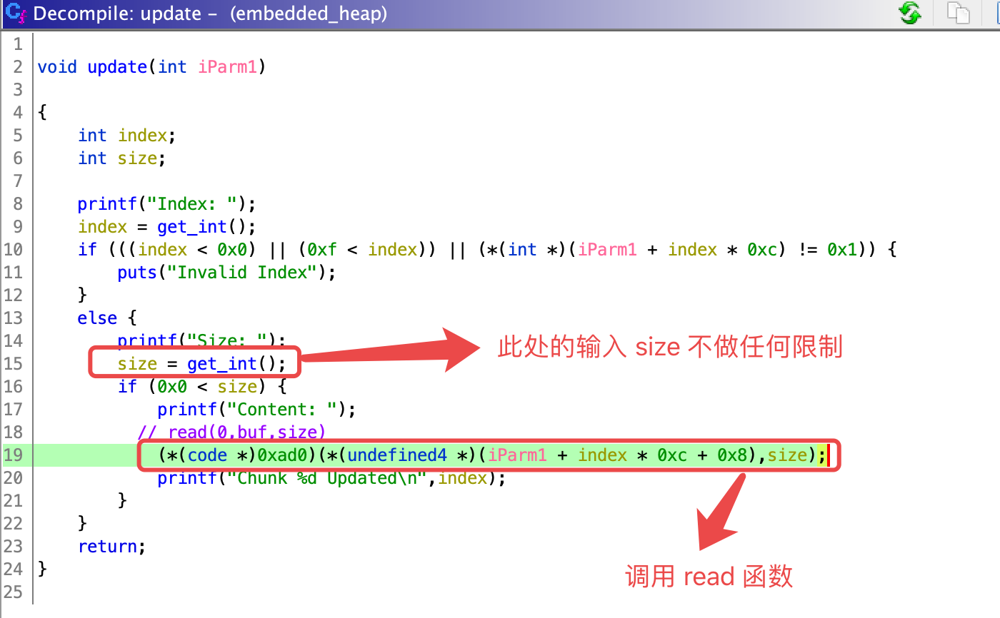 Decompile: update – (embedded_heap)
1
2 void update(int iParm1)
3
4 {
5 int index;
6 int size;
7
8 printf("Index: ");
9 index = get_int();
10 if (((index < 0x0) || (0xf < index)) || (*(int *)(iParm1 + index * 0xc) != 0x1)) {
11 puts("Invalid Index");
12 }
13 else {
14 printf("Size: ");
此处的输入 size 不做任何限制
15 size = get_int();
16 if (0x0 < size) {
17 printf("Content: ");
18 // read(0,buf,size)
19 (*(code *)0xad0)(*(undefined4 *)(iParm1 + index * 0xc + 0x8),size);
20 printf("Chunk %d Updated\n",index);
21 }
22 }
23 return;
调用 read 函数
24 }
25